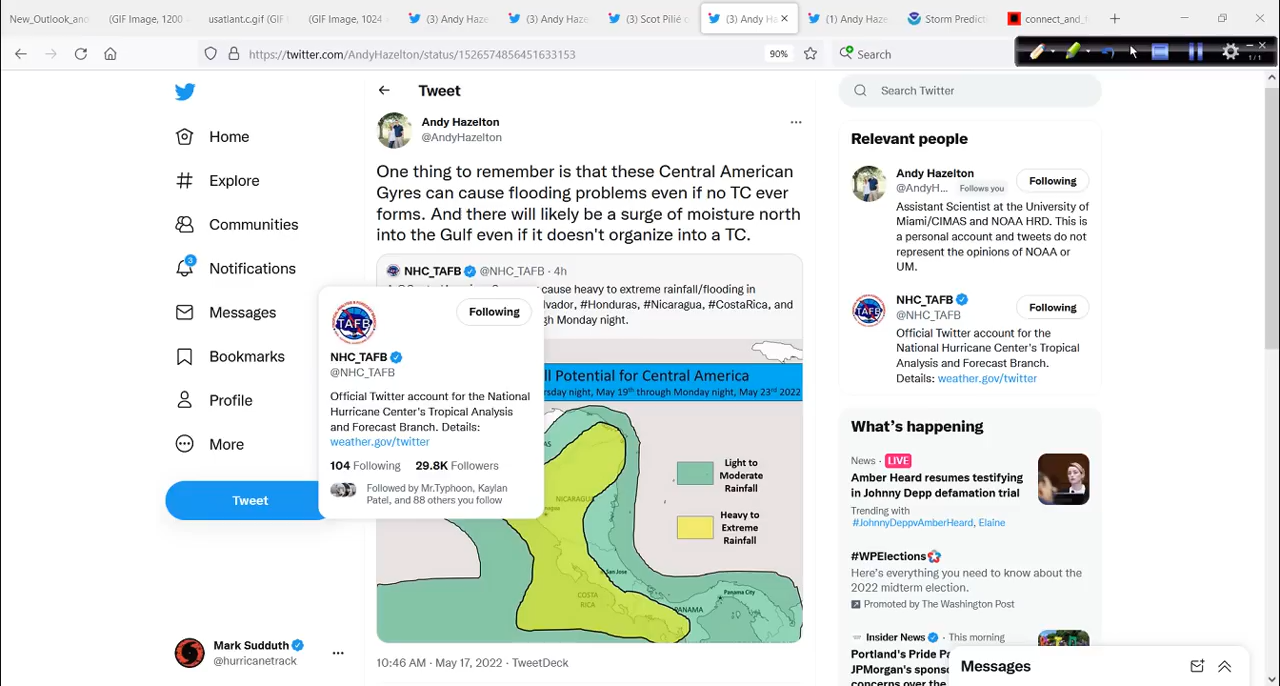 New_Outlook_and
(GIF Image, 1200
usatlant.c.gif (GIF
(GIF Image, 1024
(3) Andy Haze
(3) Andy Haze
(3) Scot Pilié o
(3) Andy Ha
(1) Andy Haze
Storm Predict
connect_and_
https://twitter.com/AndyHazelton/status/1526574856451633153
90%
Search
1/1
Home
Explore
Communities
3
Notifications
Messages
Bookmarks
Profile
More
Tweet
Mark Sudduth
@hurricanetrack
Tweet
Andy Hazelton
@AndyHazelton
One thing to remember is that these Central American
Gyres can cause flooding problems even if no TC ever
forms. And there will likely be a surge of moisture north
into the Gulf even if it doesn't organize into a TC.
NHC_TAFB @NHC_TAFB · 4h
cause heavy to extreme rainfall/flooding in
lvador, #Honduras, #Nicaragua, #CostaRica, and
gh Monday night.
TAFB
Following
NHC_TAFB
@NHC_TAFB
Official Twitter account for the National
Hurricane Center's Tropical Analysis
and Forecast Branch. Details:
weather.gov/twitter
104 Following 29.8K Followers
Followed by Mr.Typhoon, Kaylan
Patel, and 88 others you follow
ll Potential for Central America
rsday night, May 19th through Monday night, May 23rd 2022
AS
NICARAGUA
San Jose
COSTA
RICA
Panama City
PANAMA
Light to
Moderate
Rainfall
Heavy to
Extreme
Rainfall
10:46 AM · May 17, 2022 · TweetDeck
Search Twitter
Relevant people
Andy Hazelton
@AndyH... Follows you
Following
Assistant Scientist at the University of
Miami/CIMAS and NOAA HRD. This is
a personal account and tweets do not
represent the opinions of NOAA or
UM.
NHC_TAFB
@NHC_TAFB
Following
Official Twitter account for the
National Hurricane Center's Tropical
Analysis and Forecast Branch.
Details: weather.gov/twitter
What's happening
News · LIVE
Amber Heard resumes testifying
in Johnny Depp defamation trial
Trending with
#JohnnyDeppvAmberHeard, Elaine
#WPElections
Here's everything you need to know about the
2022 midterm election.
Promoted by The Washington Post
Insider News · This morning
Portland's Pride Pa
JPMorgan's sponso
concerns over the
Messages